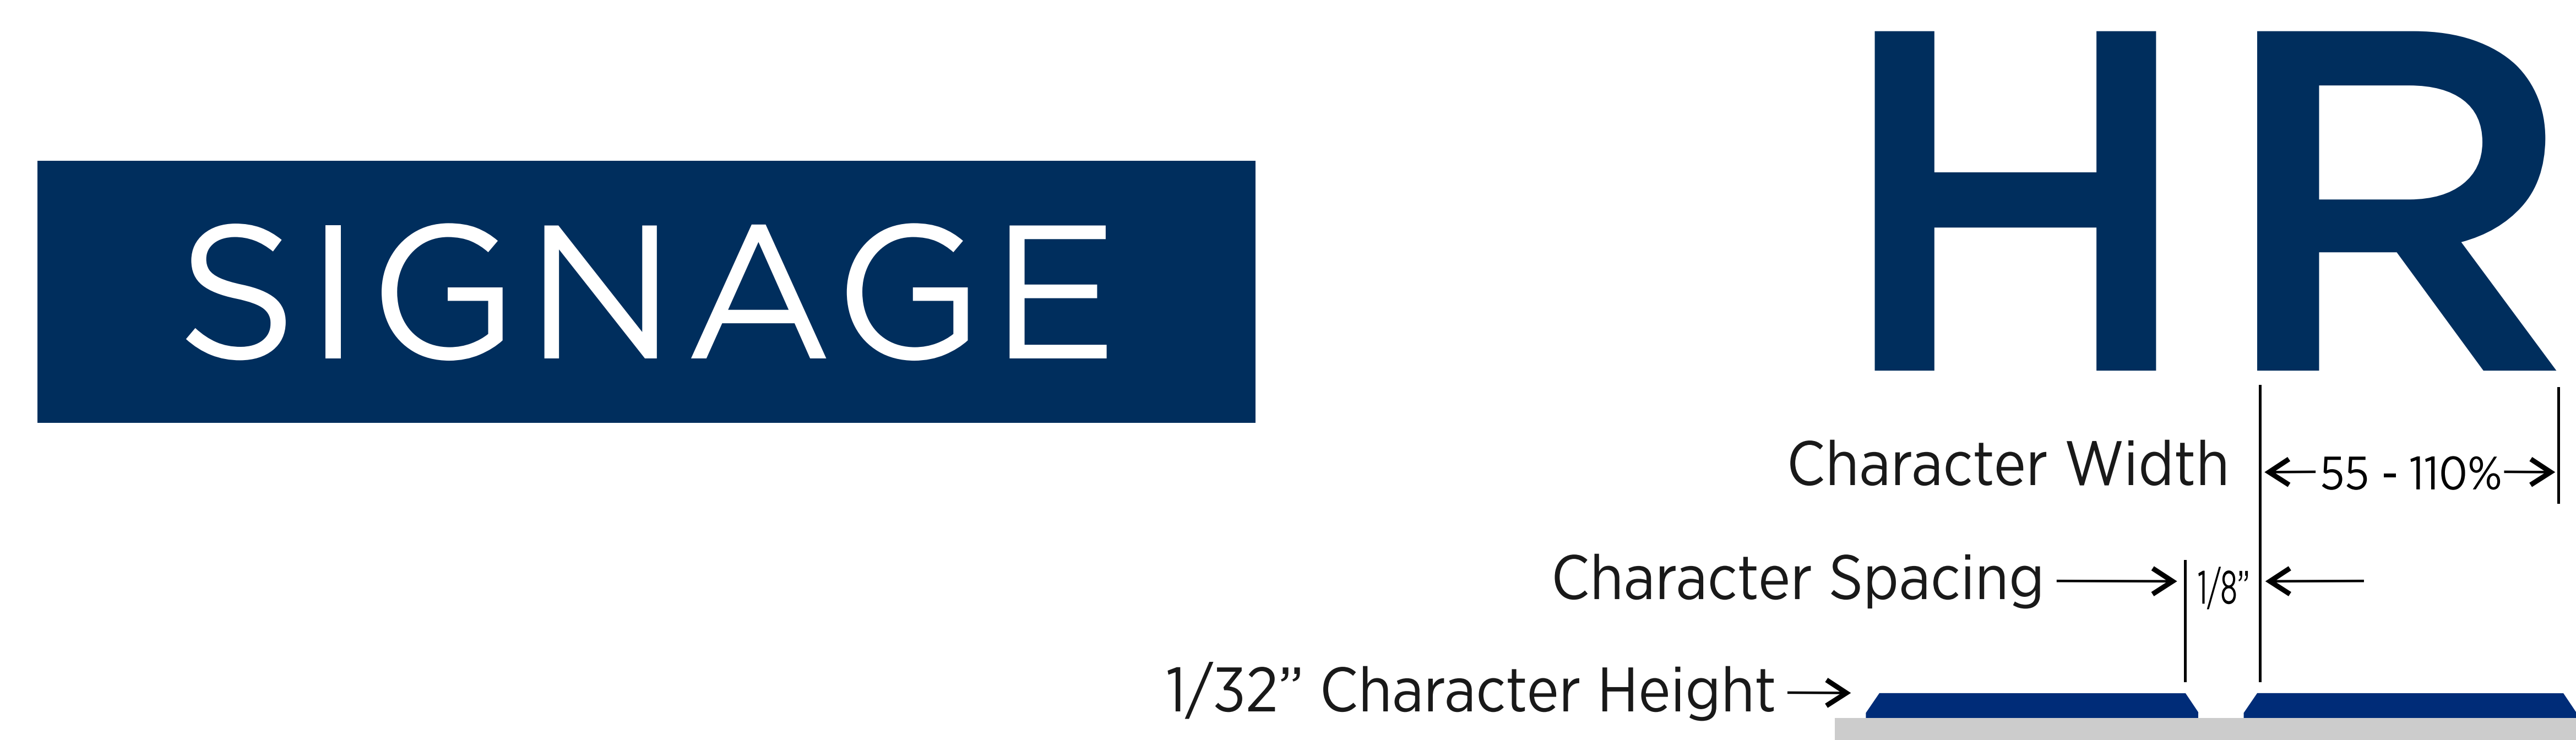 SIGNAGE
HR
Character Width
55 - 110%
Character Spacing
1/8”
1/32” Character Height